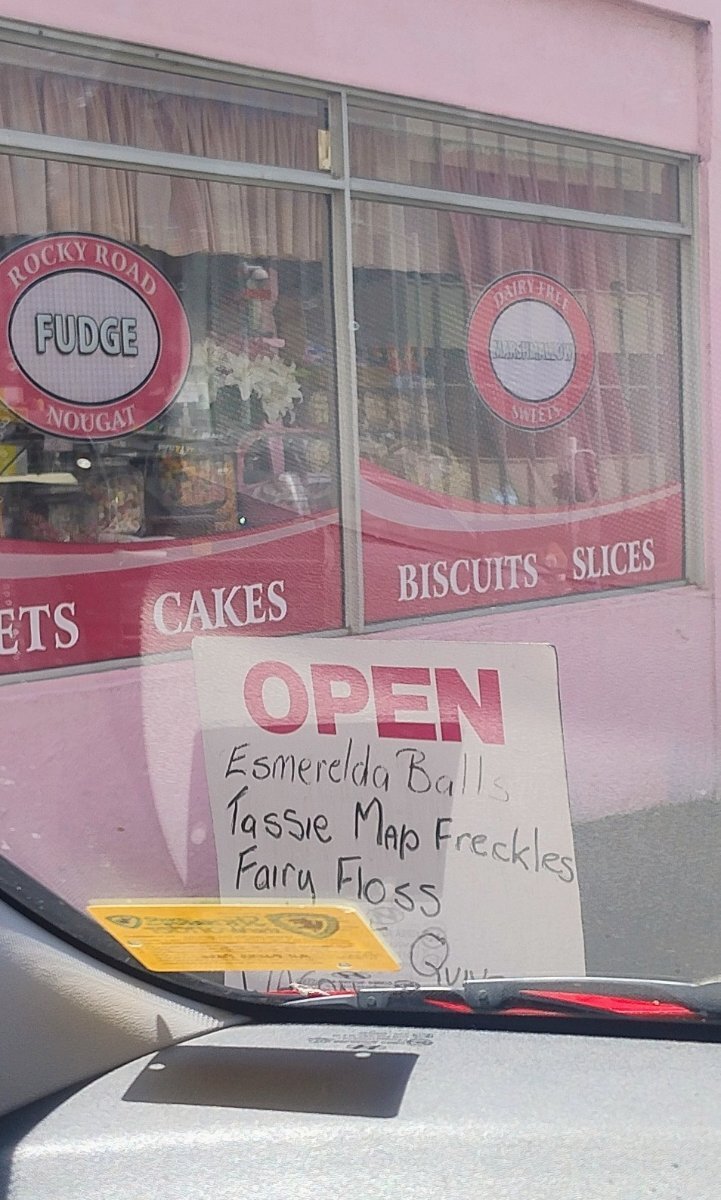 ROCKY ROAD
FUDGE
NOUGAT
DAIRY FREE
MARSHMALLOW
SWEETS
ETS CAKES
BISCUITS SLICES
OPEN
Esmerelda Balls
Tassie Map Freckles
Fairy Floss